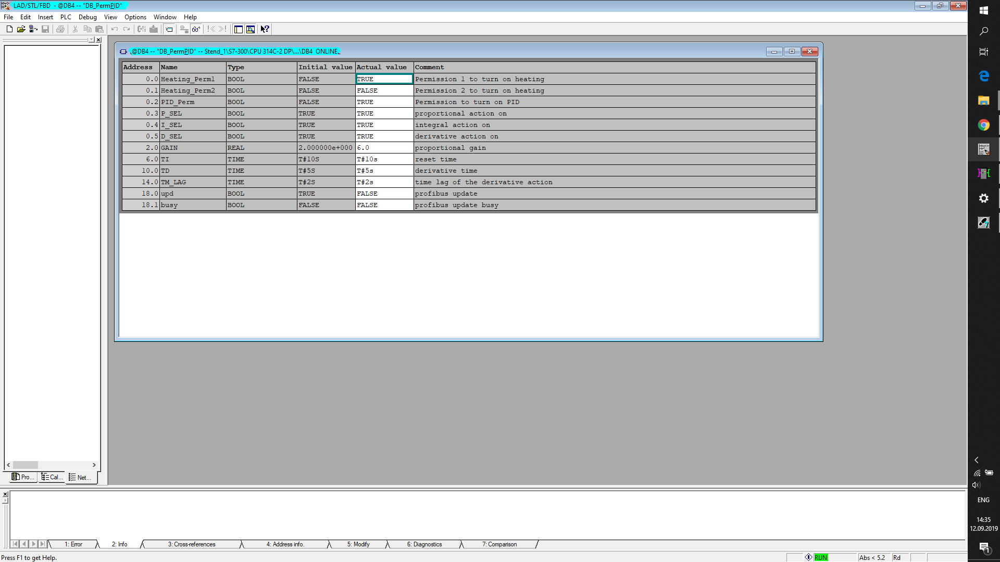 LAD/STL/FBD - @DB4 -- "DB_PermPID"
File Edit Insert PLC Debug View Options Window Help
@DB4 -- "DB_PermPID" -- Stend_1\S7-300\CPU 314C-2 DP\...\DB4 ONLINE
Address Name Type Initial value Actual value Comment
0.0 Heating_Perm1 BOOL FALSE TRUE Permission 1 to turn on heating
0.1 Heating_Perm2 BOOL FALSE FALSE Permission 2 to turn on heating
0.2 PID_Perm BOOL FALSE TRUE Permission to turn on PID
0.3 P_SEL BOOL TRUE TRUE proportional action on
0.4 I_SEL BOOL TRUE TRUE integral action on
0.5 D_SEL BOOL TRUE TRUE derivative action on
2.0 GAIN REAL 2.000000e+000 6.0 proportional gain
6.0 TI TIME T#10S T#10s reset time
10.0 TD TIME T#5S T#5s derivative time
14.0 TM_LAG TIME T#2S T#2s time lag of the derivative action
18.0 upd BOOL TRUE FALSE profibus update
18.1 busy BOOL FALSE FALSE profibus update busy
Pro... Cal... Net...
1: Error 2: Info 3: Cross-references 4: Address info. 5: Modify 6: Diagnostics 7: Comparison
Press F1 to get Help.
RUN Abs < 5.2 Rd
ENG
14:35
12.09.2019
1